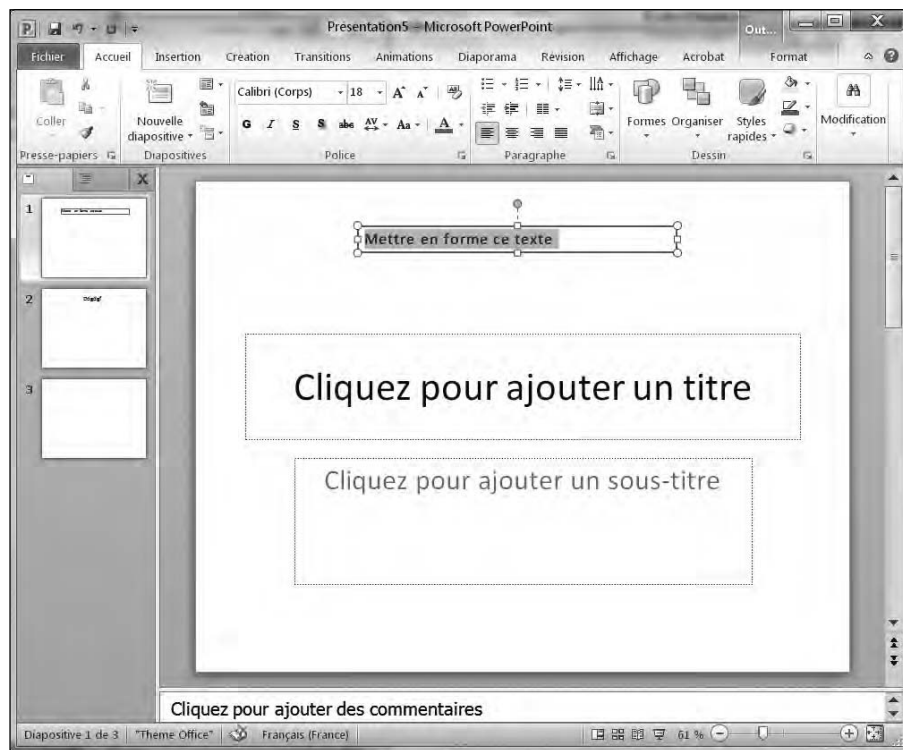 Présentation5 – Microsoft PowerPoint Out...
Fichier Accueil Insertion Création Transitions Animations Diaporama Révision Affichage Acrobat Format
Calibri (Corps) 18
Coller Nouvelle diapositive G I S S abc AV Aa A Formes Organiser Styles rapides Modification
Presse-papiers Diapositives Police Paragraphe Dessin
1
Mettre en forme ce texte
2
3
Cliquez pour ajouter un titre
Cliquez pour ajouter un sous-titre
Cliquez pour ajouter des commentaires
Diapositive 1 de 3 "Thème Office" Français (France) 61 %